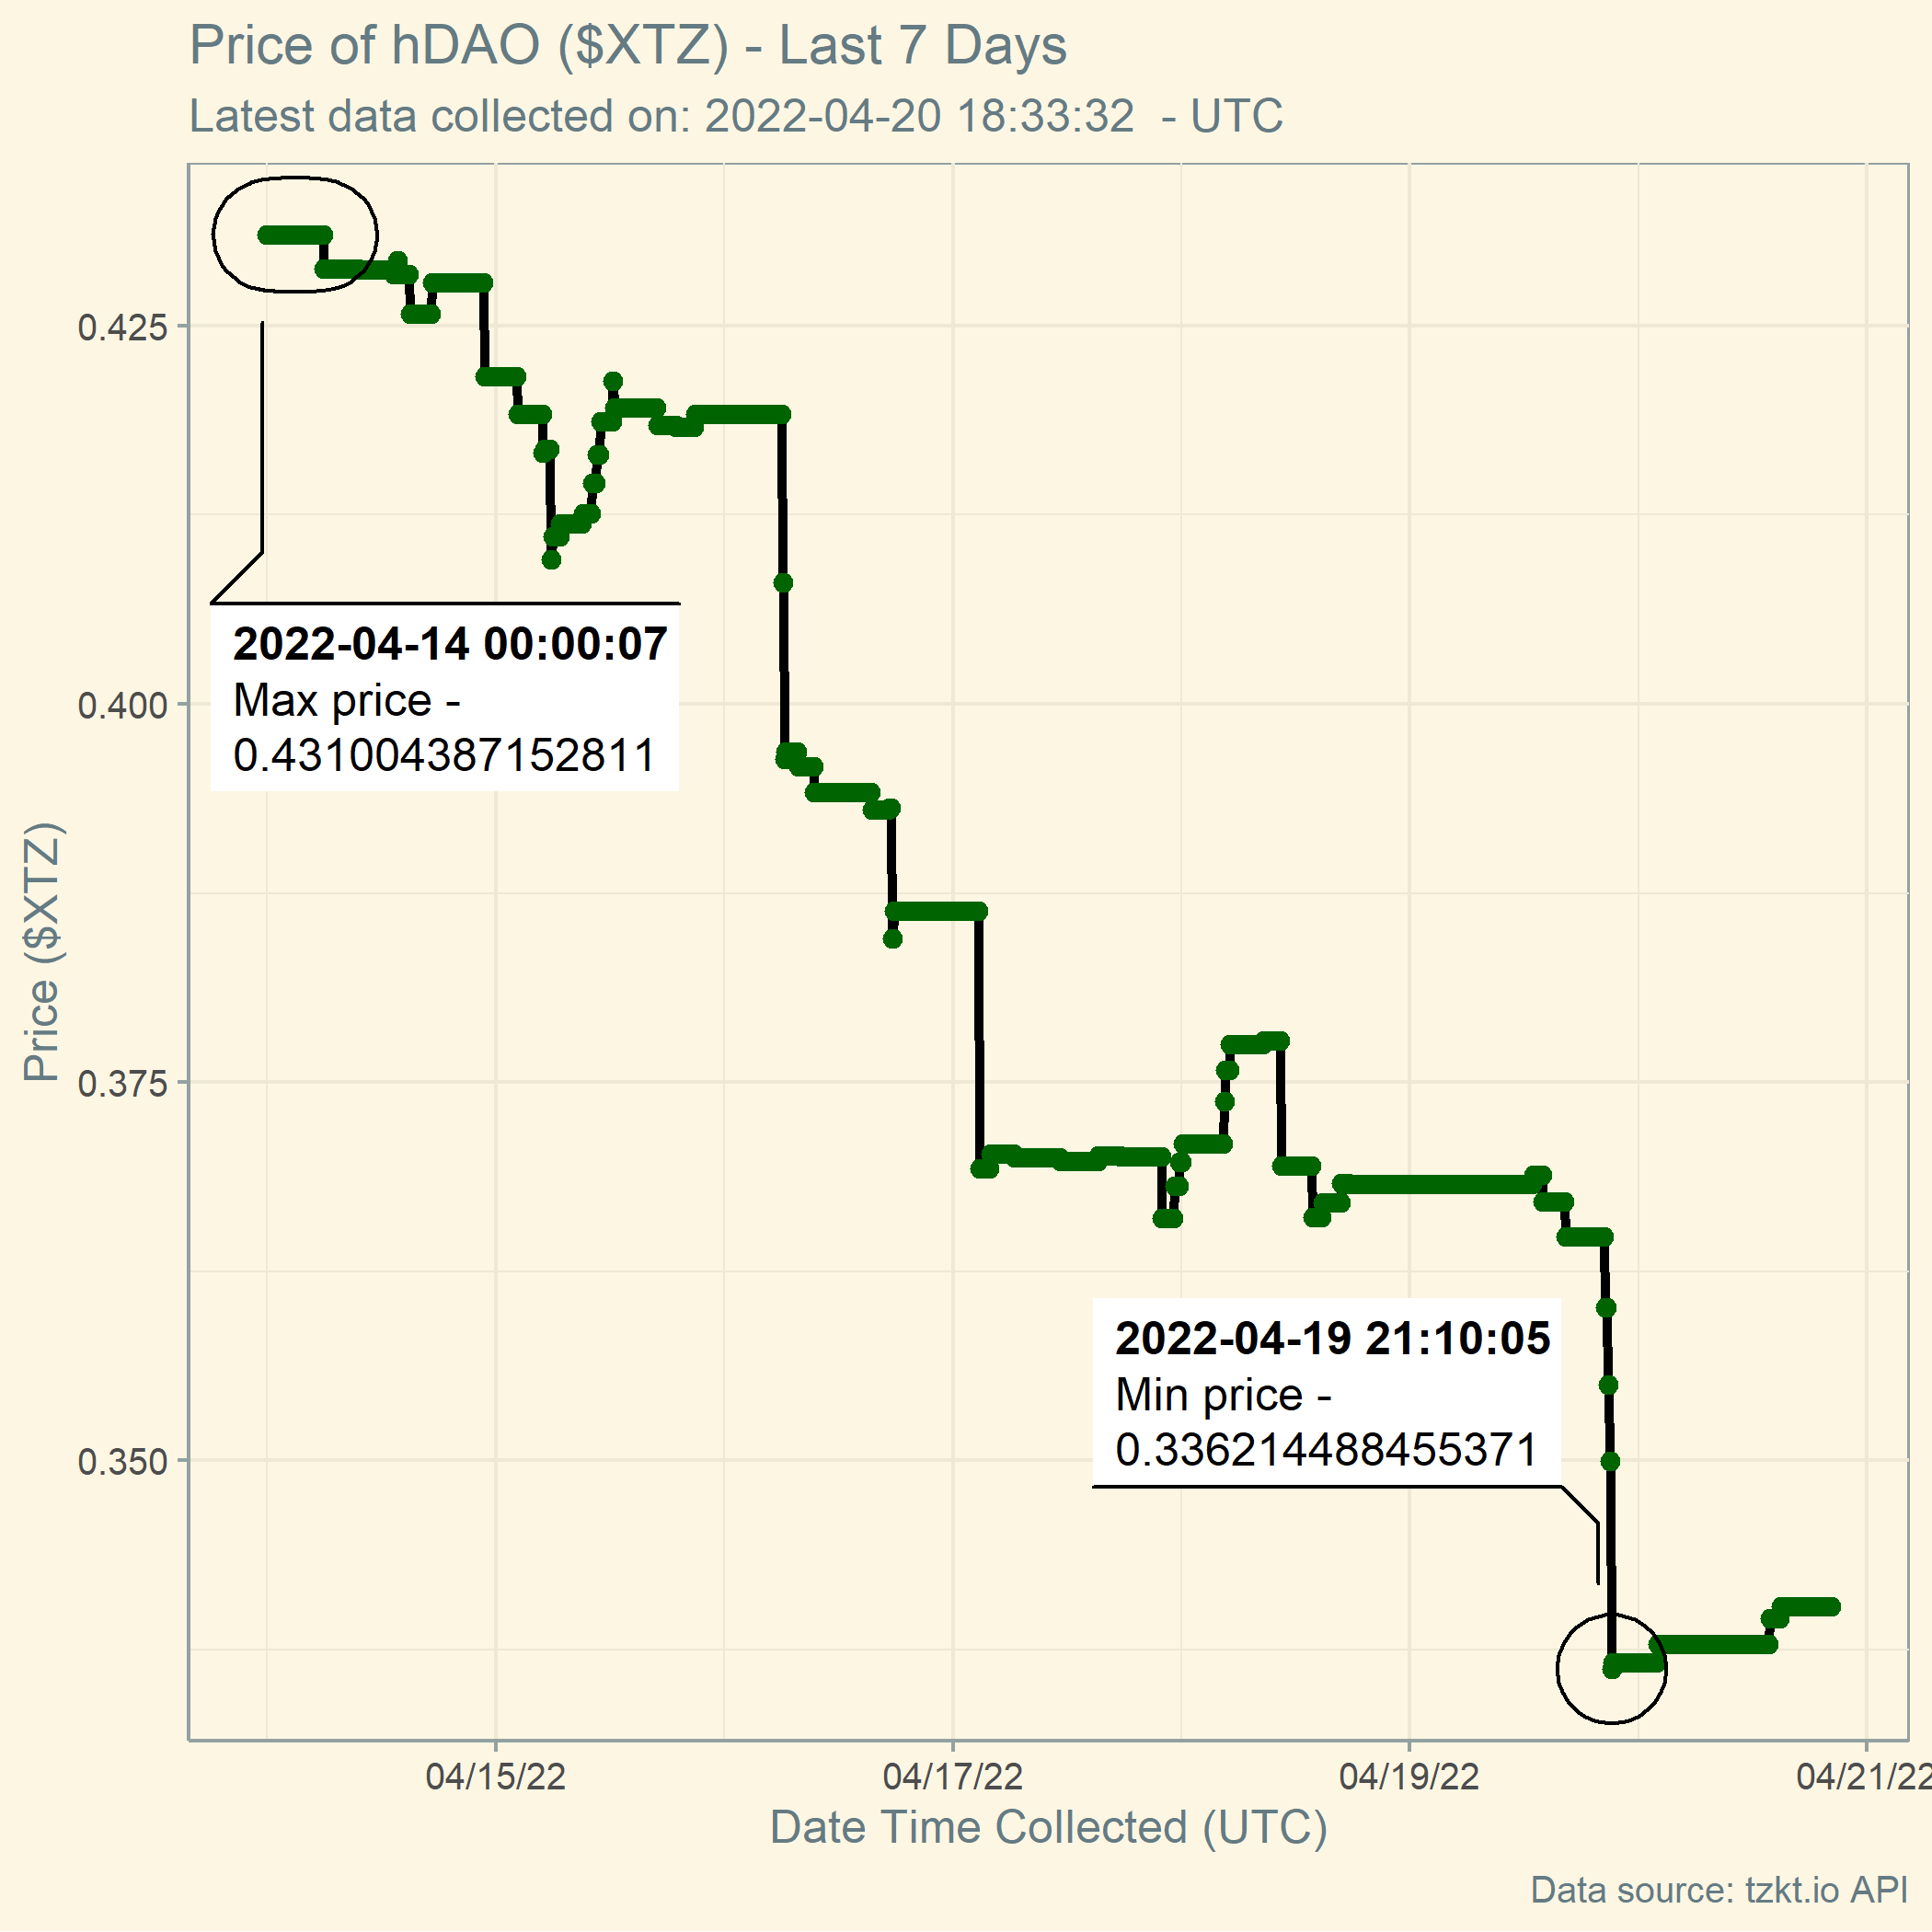 Price of hDAO ($XTZ) - Last 7 Days
Latest data collected on: 2022-04-20 18:33:32  - UTC
0.425
0.400
0.375
0.350
Price ($XTZ)
2022-04-14 00:00:07
Max price -
0.431004387152811
2022-04-19 21:10:05
Min price -
0.336214488455371
04/15/22
04/17/22
04/19/22
04/21/22
Date Time Collected (UTC)
Data source: tzkt.io API